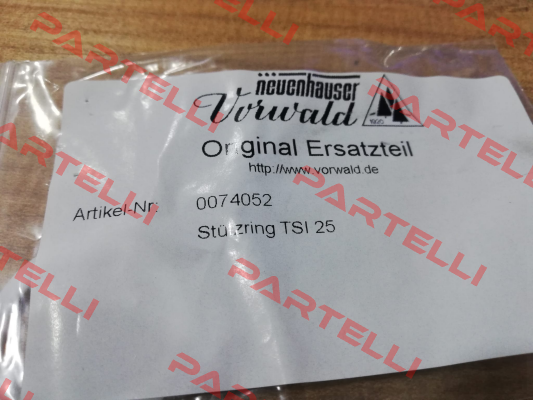 neuenhauser
Vorwald
1920
Original Ersatzteil
http://www.vorwald.de
Artikel-Nr: 0074052
Stützring TSI 25
PARTELLI
PARTELLI
PARTELLI
PARTELLI
PARTELLI
PARTELLI